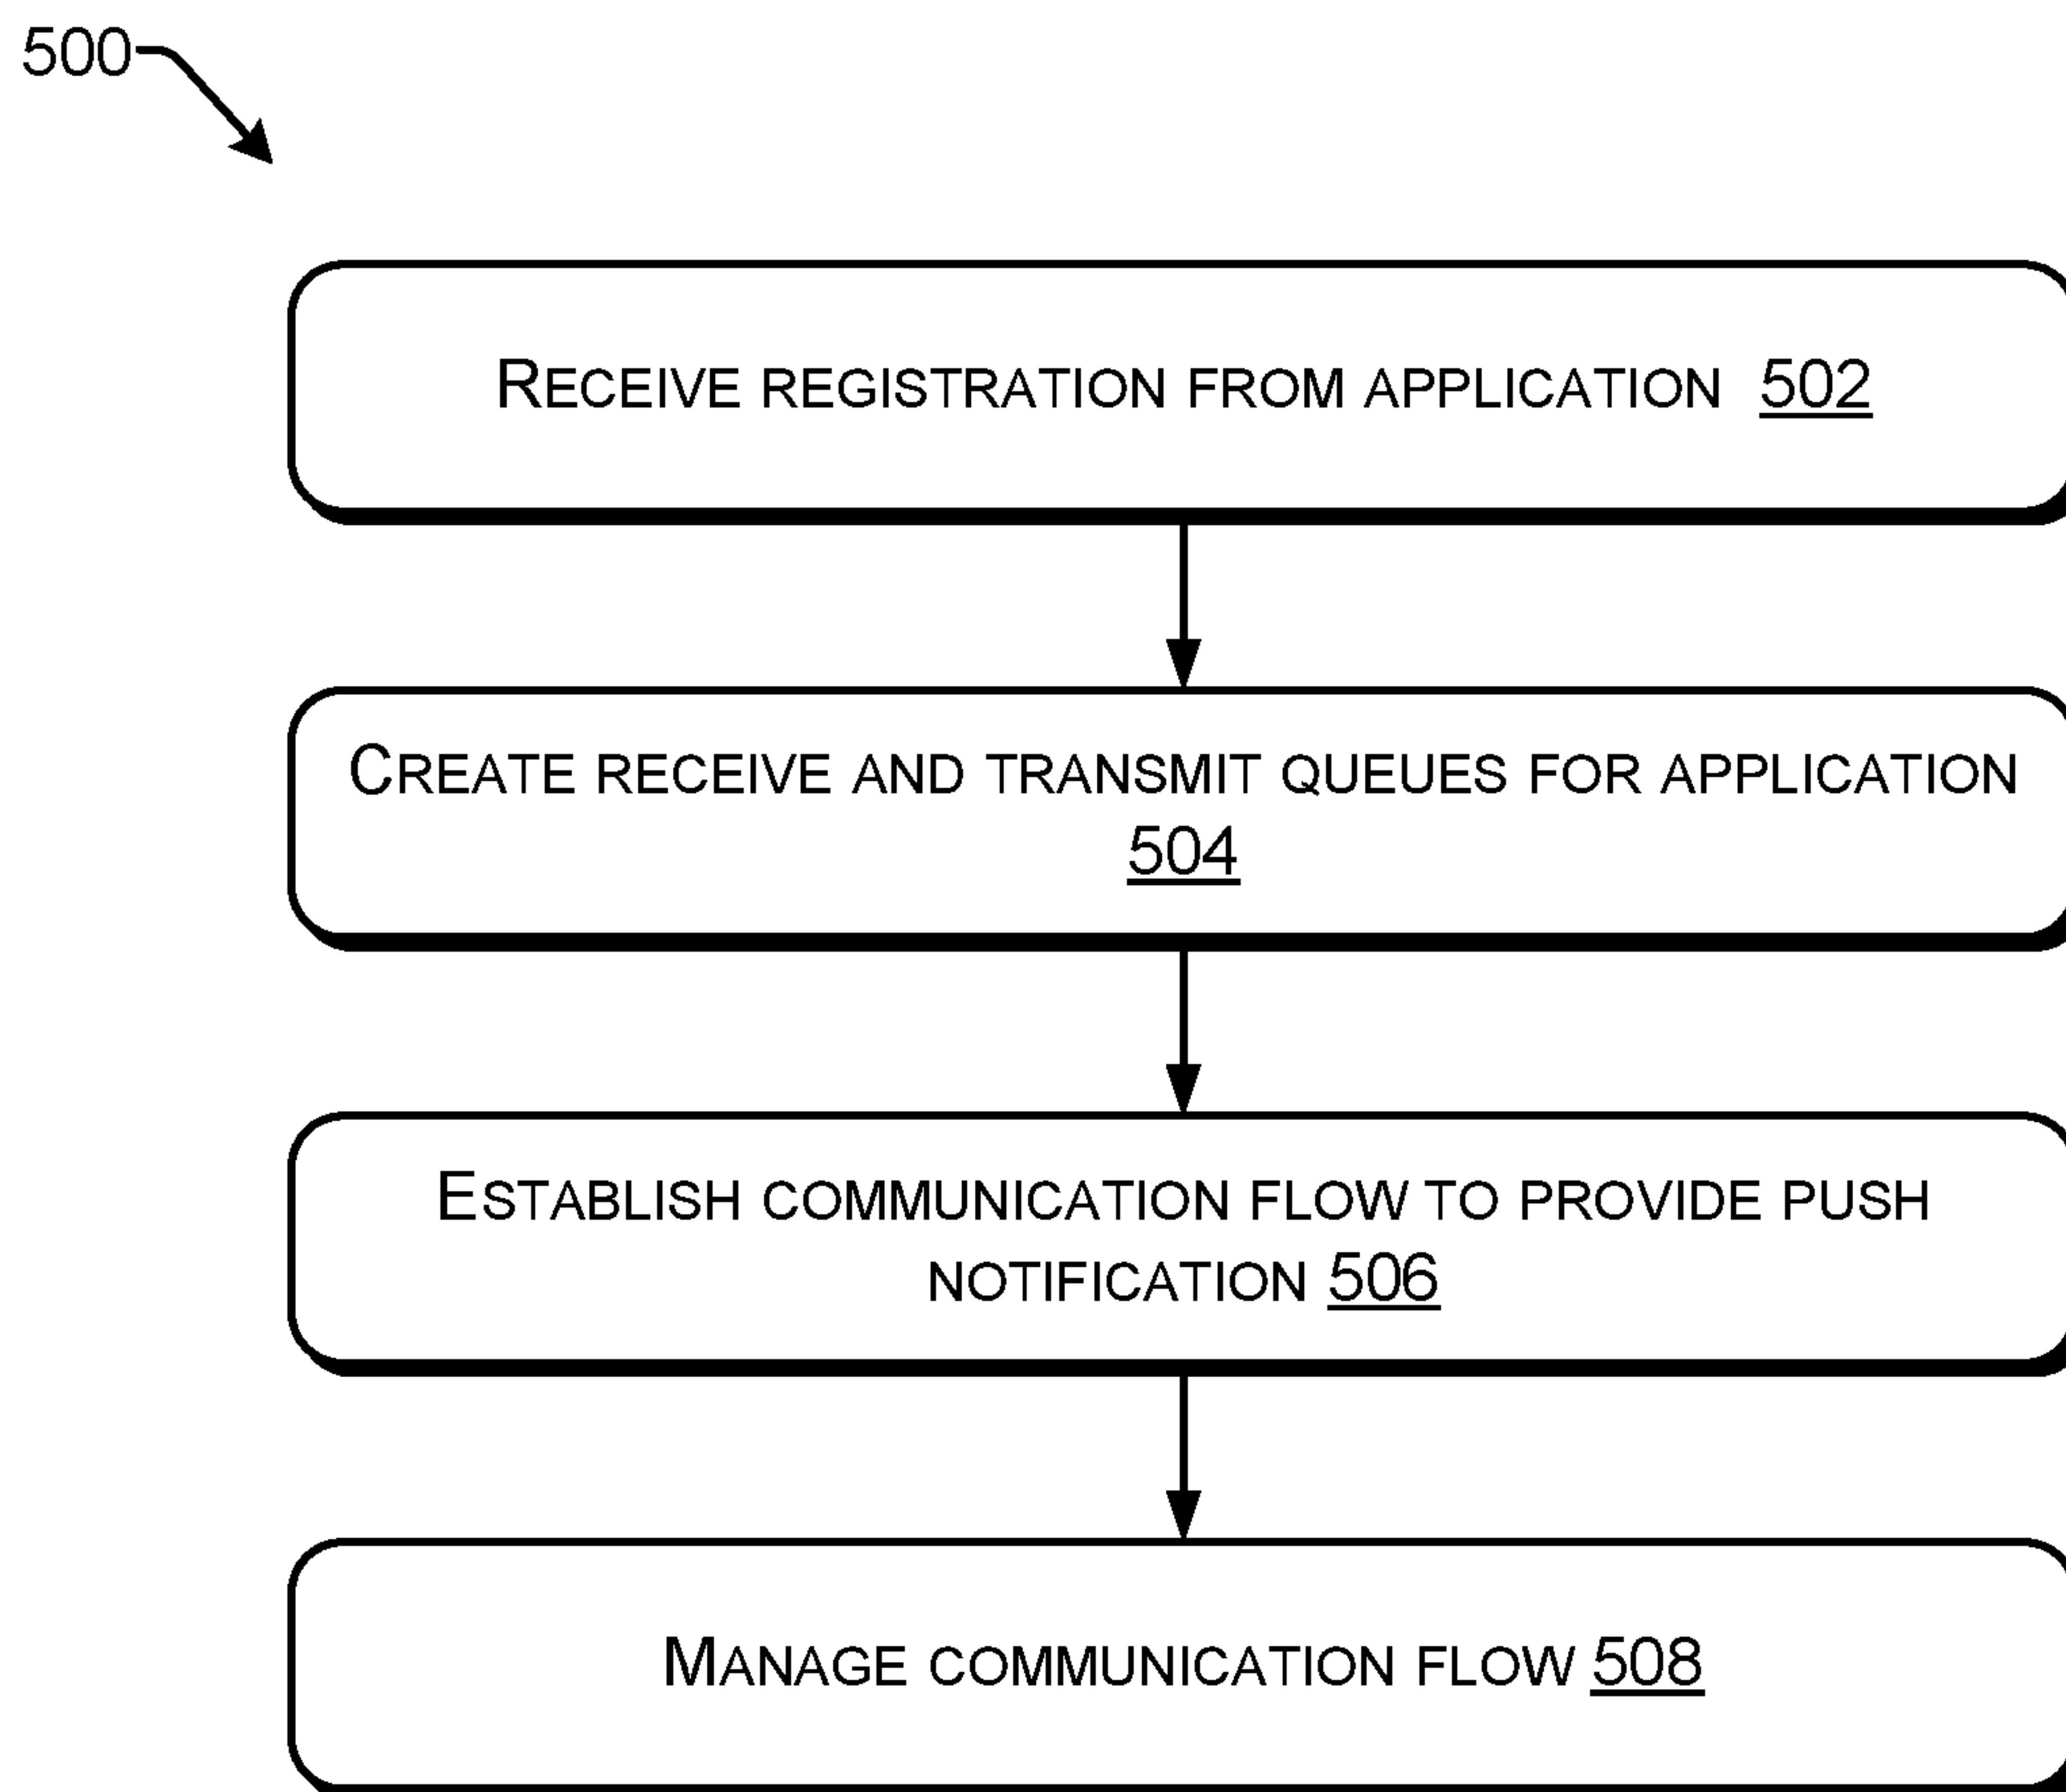 500
RECEIVE REGISTRATION FROM APPLICATION 502
CREATE RECEIVE AND TRANSMIT QUEUES FOR APPLICATION
504
ESTABLISH COMMUNICATION FLOW TO PROVIDE PUSH
NOTIFICATION 506
MANAGE COMMUNICATION FLOW 508